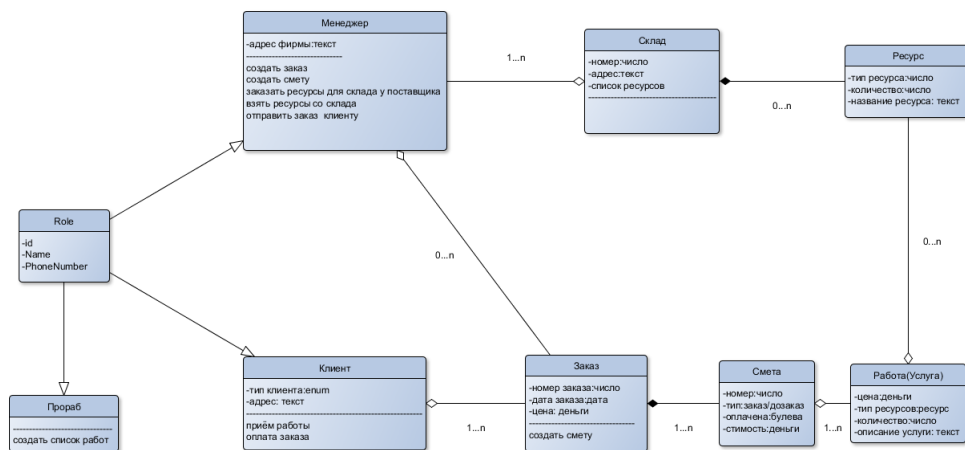 Менеджер
-адрес фирмы:текст
-------------------------------
создать заказ
создать смету
заказать ресурсы для склада у поставщика
взять ресурсы со склада
отправить заказ клиенту
1...n
Склад
-номер:число
-адрес:текст
-список ресурсов
-----------------------------------------
0...n
Ресурс
-тип ресурса:число
-количество:число
-название ресурса: текст
Role
-id
-Name
-PhoneNumber
0...n
0...n
Прораб
---------------------------------
создать список работ
Клиент
-тип клиента:enum
-адрес: текст
-------------------------------------------------
приём работы
оплата заказа
1...n
Заказ
-номер заказа:число
-дата заказа:дата
-цена: деньги
-----------------------------------
создать смету
1...n
Смета
-номер:число
-тип:заказ/дозаказ
-оплачена:булева
-стимость:деньги
1...n
Работа(Услуга)
-цена:деньги
-тип ресурсов:ресурс
-количество:число
-описание услуги: текст